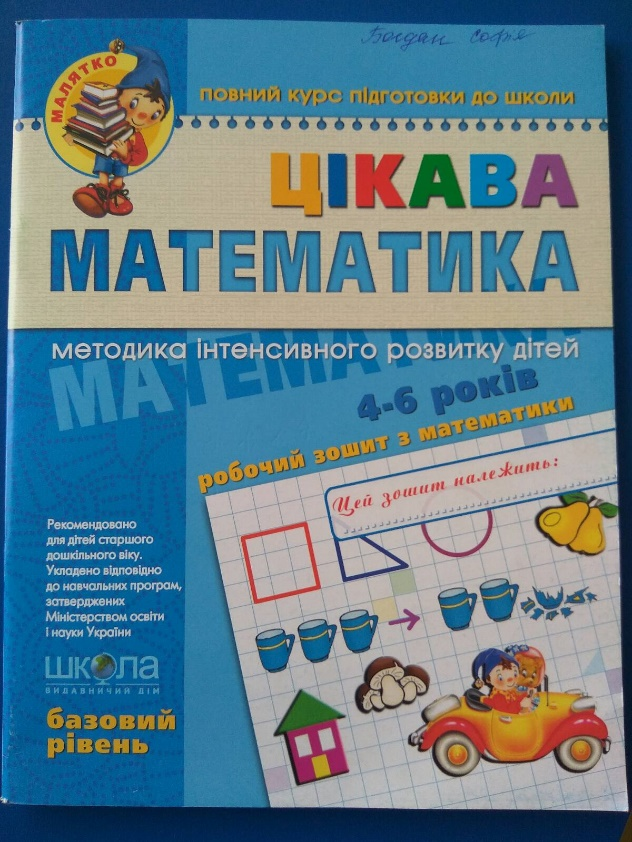 Богдан Софія
МАЛЯТКО
ПОВНИЙ КУРС ПІДГОТОВКИ ДО ШКОЛИ
ЦІКАВА
МАТЕМАТИКА
МАТЕМАТИКА
методика інтенсивного розвитку дітей
4-6 років
робочий зошит з математики
Цей зошит належить:
Рекомендовано
для дітей старшого
дошкільного віку.
Укладено відповідно
до навчальних програм,
затверджених
Міністерством освіти
і науки України
ШКОЛА
ВИДАВНИЧИЙ ДІМ
базовий
рівень